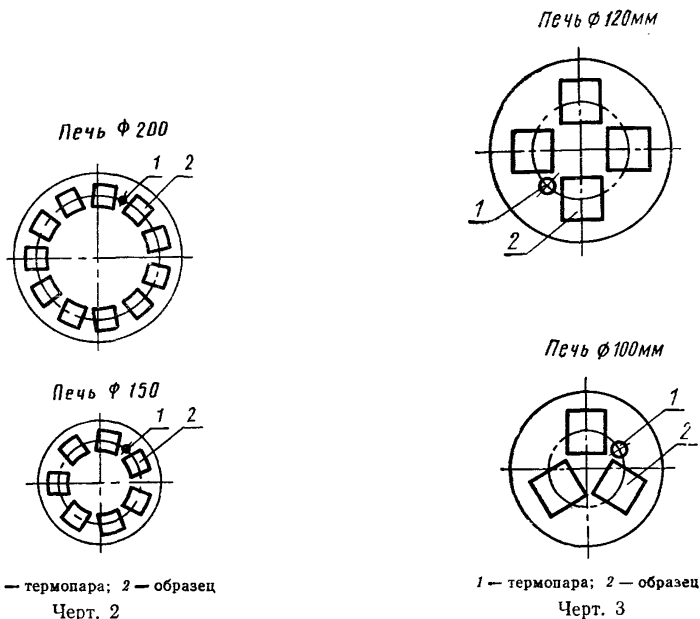 Печь Ф 200
1
2
Печь Ф 150
1
2
— термопара; 2 — образец
Черт. 2
Печь ф 120мм
1
2
Печь ф 100мм
1
2
1 — термопара; 2 — образец
Черт. 3